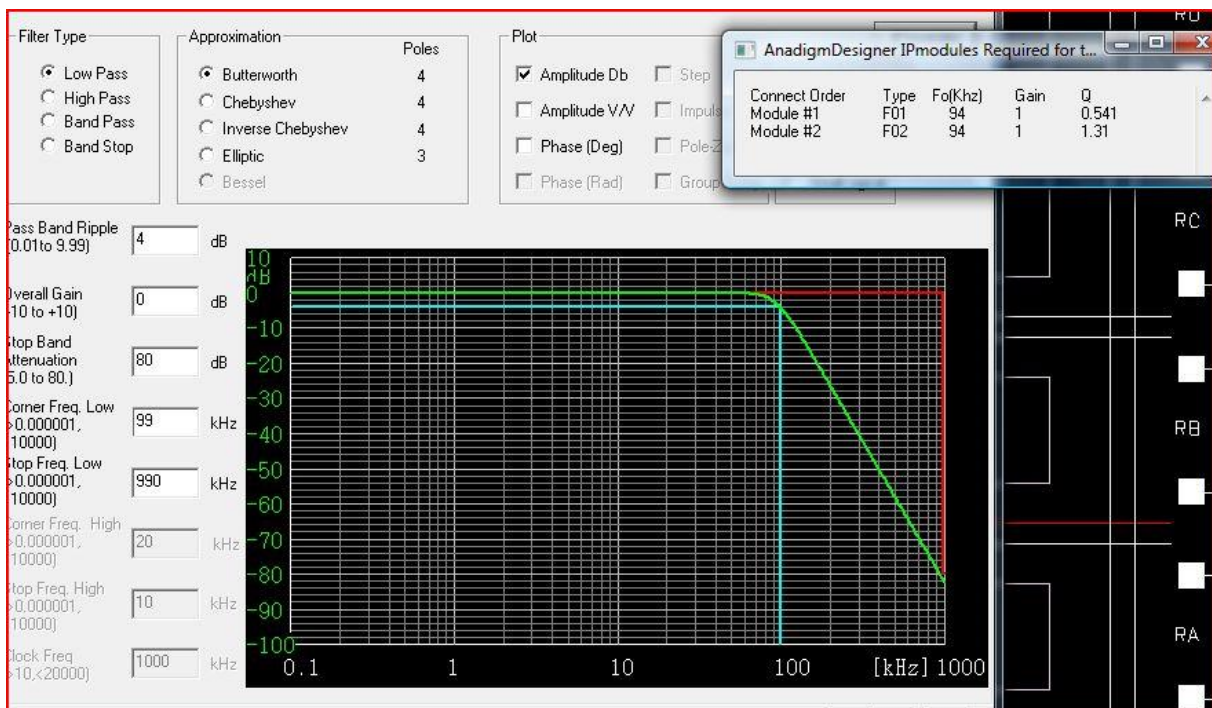 Filter Type
Low Pass
High Pass
Band Pass
Band Stop
Approximation
Poles
Butterworth 4
Chebyshev 4
Inverse Chebyshev 4
Elliptic 3
Bessel
Plot
Amplitude Db
Step
Amplitude V/V
Impuls
Phase (Deg)
Pole-Z
Phase (Rad)
Group
AnadigmDesigner IPmodules Required for t...
Connect Order Type Fo(Khz) Gain Q
Module #1 F01 94 1 0.541
Module #2 F02 94 1 1.31
Pass Band Ripple
(0.01to 9.99)
4 dB
Overall Gain
-10 to +10)
0 dB
Stop Band
Attenuation
5.0 to 80.)
80 dB
Corner Freq. Low
>0.000001,
10000)
99 kHz
Stop Freq. Low
>0.000001,
10000)
990 kHz
Corner Freq. High
>0.000001,
10000)
20 kHz
Stop Freq. High
>0.000001,
10000)
10 kHz
Clock Freq
>10,<20000)
1000 kHz
10
dB
0
-10
-20
-30
-40
-50
-60
-70
-80
-90
-100
0.1 1 10 100 [kHz] 1000
RC
RB
RA